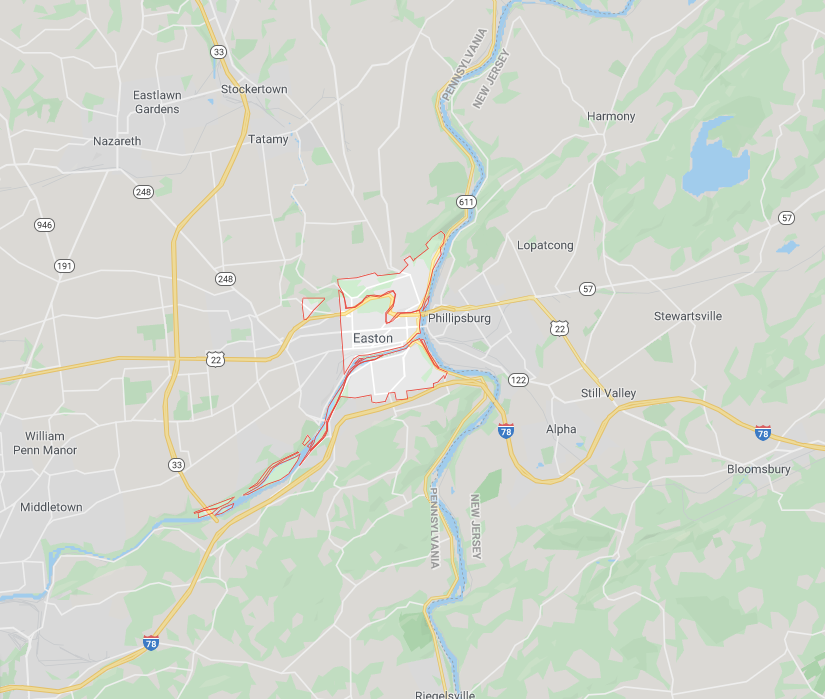 PENNSYLVANIA
NEW JERSEY
33
Stockertown
Eastlawn
Gardens
Harmony
Nazareth
Tatamy
248
611
946
57
191
Lopatcong
248
57
Phillipsburg
Stewartsville
22
Easton
22
122
Still Valley
78
Alpha
78
William
Penn Manor
33
Bloomsbury
Middletown
PENNSYLVANIA
NEW JERSEY
78
Riegelsville